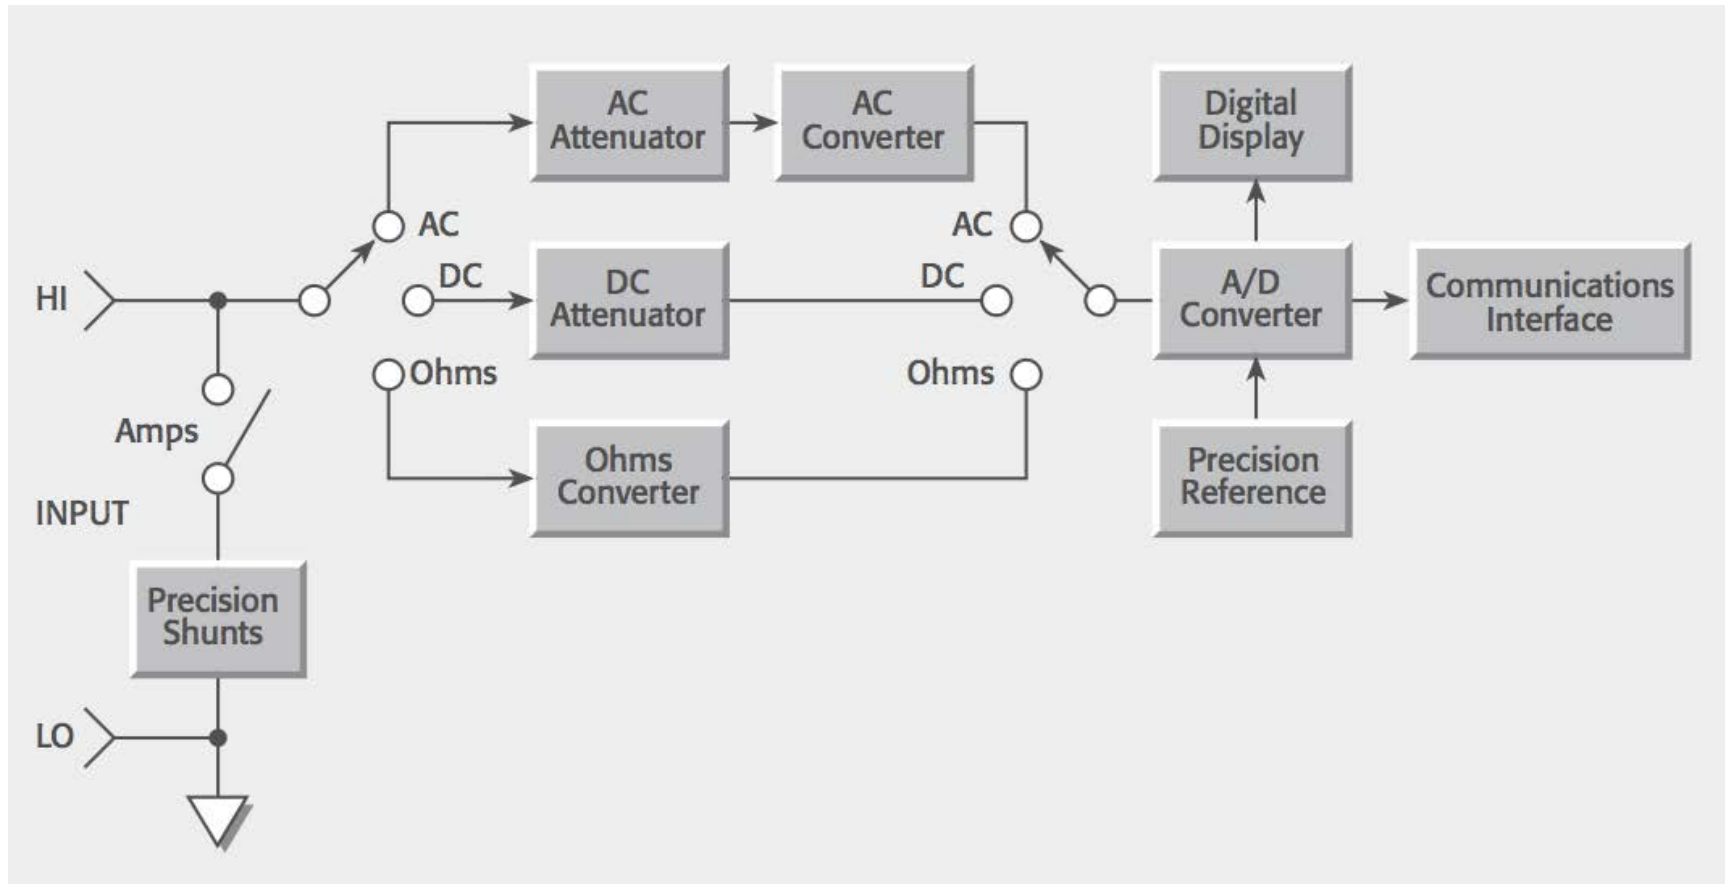 AC
Attenuator
AC
Converter
Digital
Display
AC
AC
HI
DC
DC
Attenuator
DC
A/D
Converter
Communications
Interface
Ohms
Ohms
Amps
Ohms
Converter
Precision
Reference
INPUT
Precision
Shunts
LO